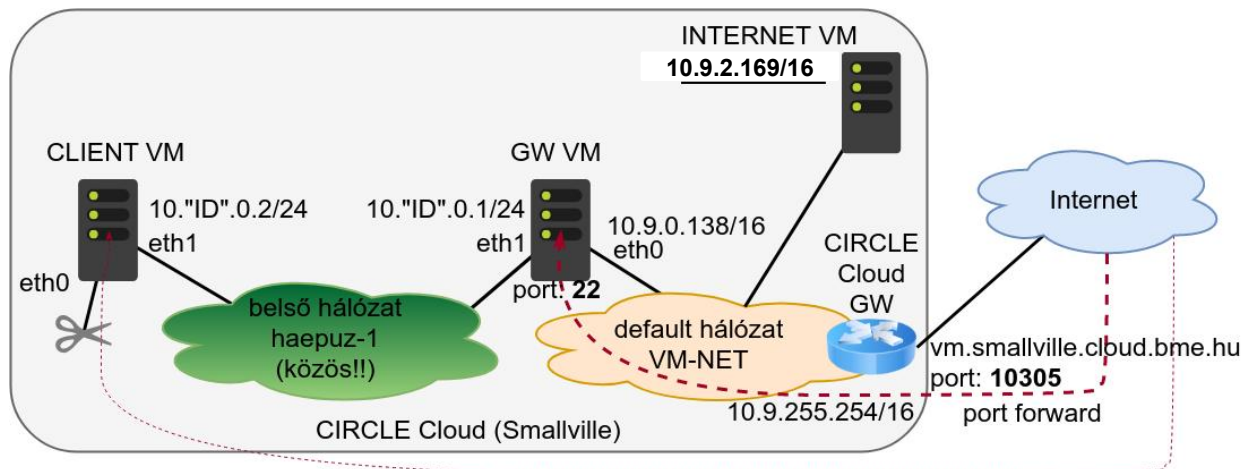 INTERNET VM
10.9.2.169/16
CLIENT VM
GW VM
10."ID".0.2/24
eth1
eth0
10."ID".0.1/24
eth1
10.9.0.138/16
eth0
port: 22
belső hálózat
haepuz-1
(közös!!)
default hálózat
VM-NET
CIRCLE
Cloud
GW
Internet
vm.smallville.cloud.bme.hu
port: 10305
10.9.255.254/16
port forward
CIRCLE Cloud (Smallville)